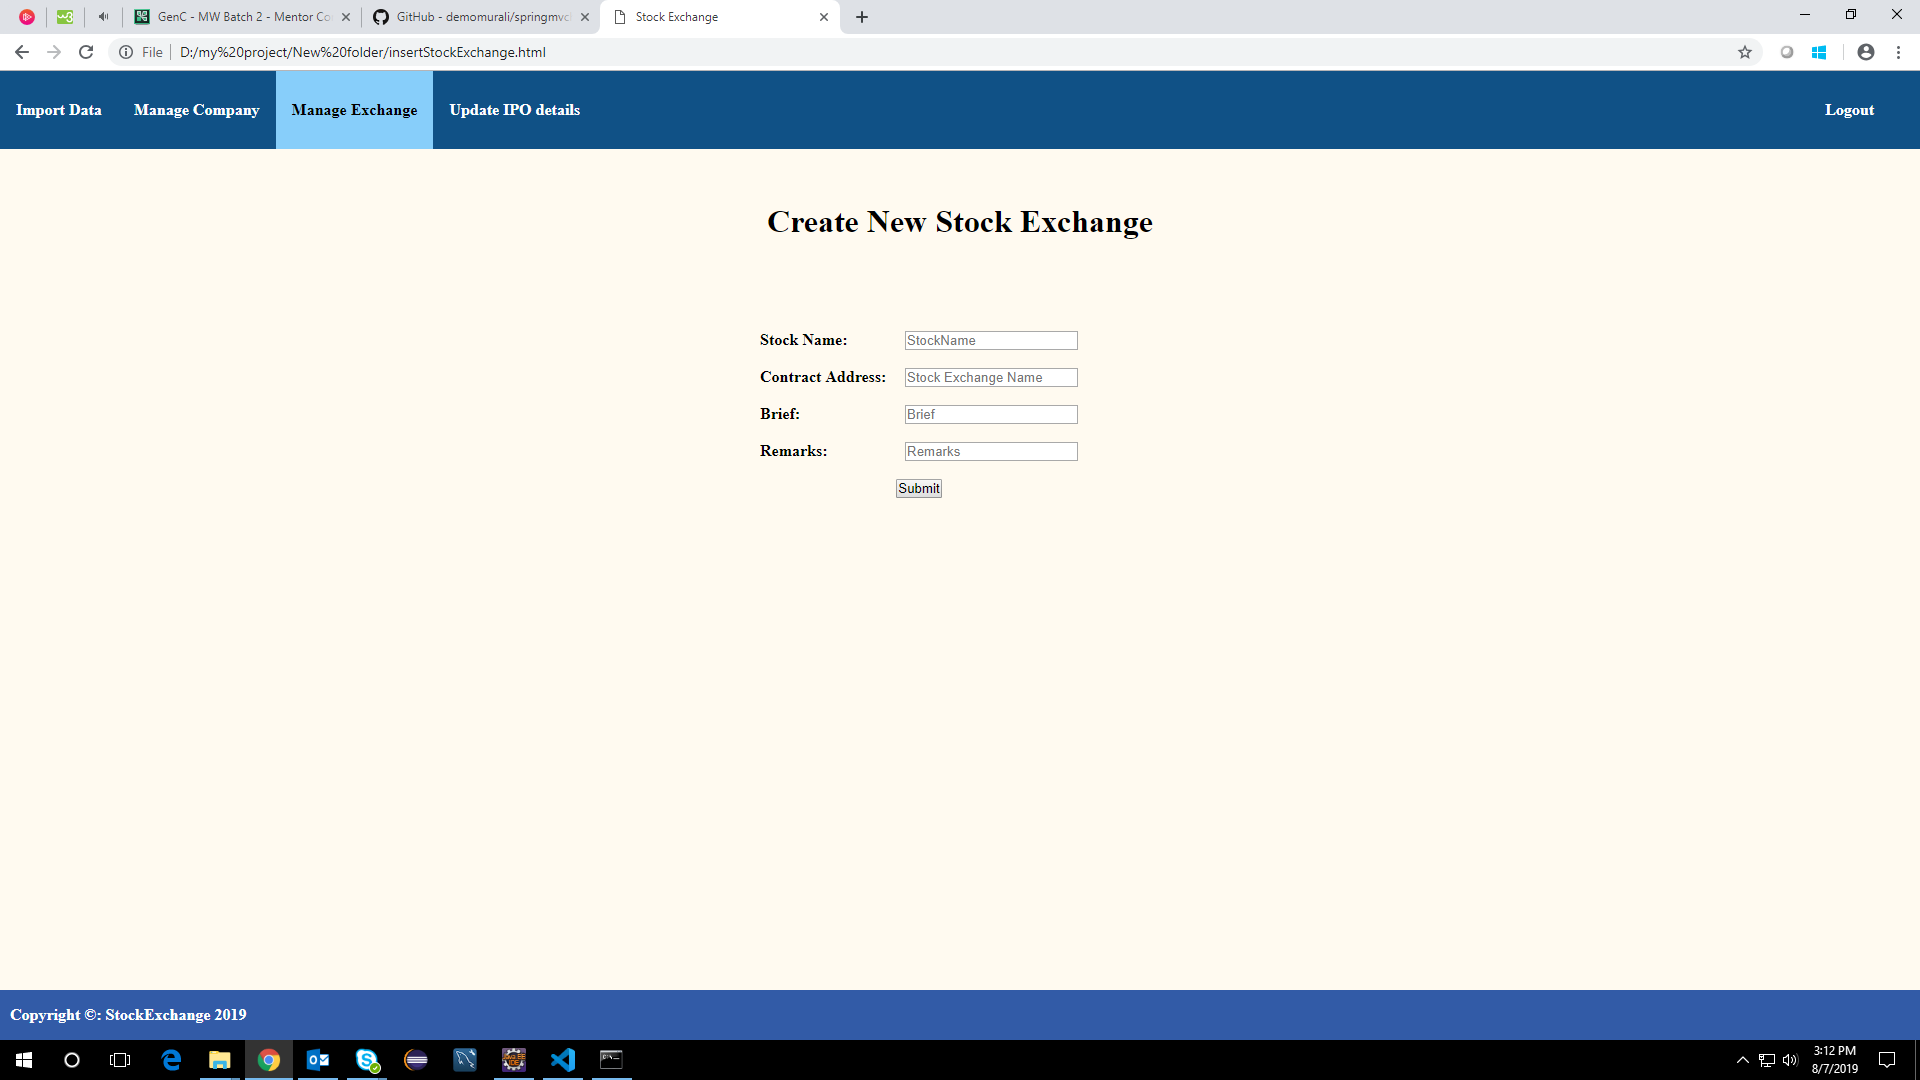 GenC - MW Batch 2 - Mentor Co
GitHub - demomurali/springmvc
Stock Exchange
File
D:/my%20project/New%20folder/insertStockExchange.html
Import Data
Manage Company
Manage Exchange
Update IPO details
Logout
Create New Stock Exchange
Stock Name:
StockName
Contract Address:
Stock Exchange Name
Brief:
Brief
Remarks:
Remarks
Submit
Copyright ©: StockExchange 2019
3:12 PM
8/7/2019